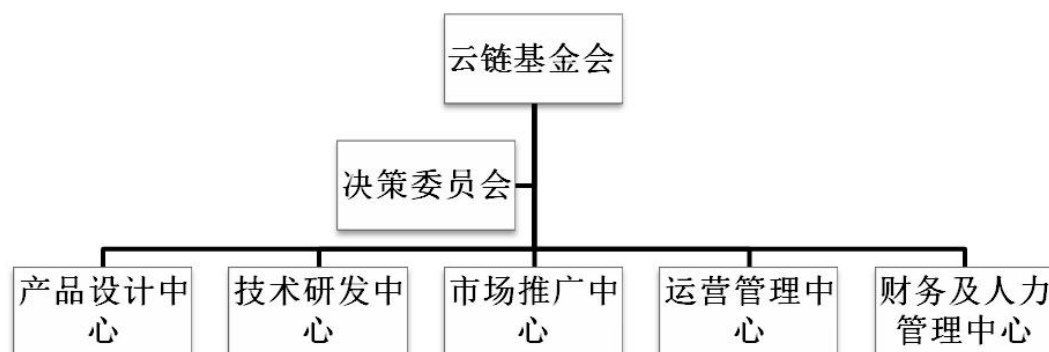 云链基金会
决策委员会
产品设计中
心
技术研发中
心
市场推广中
心
运营管理中
心
财务及人力
管理中心